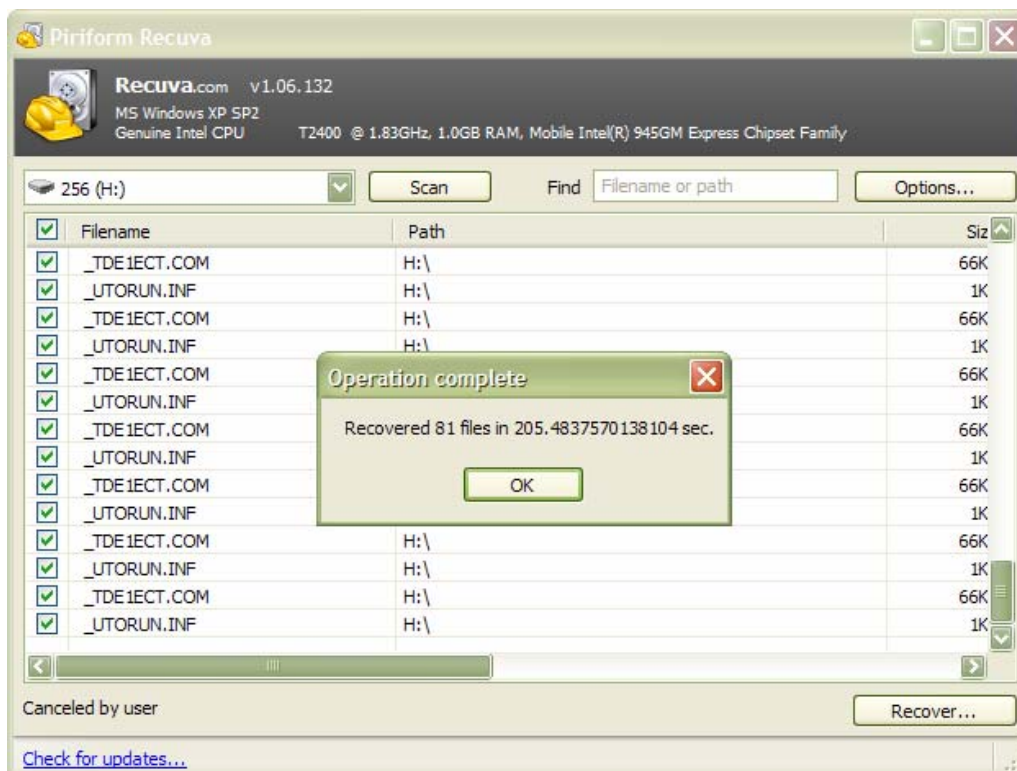 Piriform Recuva
Recuva.com v1.06.132
MS Windows XP SP2
Genuine Intel CPU T2400 @ 1.83GHz, 1.0GB RAM, Mobile Intel(R) 945GM Express Chipset Family
256 (H:) Scan Find Filename or path Options...
Filename Path Siz
_TDE1ECT.COM H:\ 66K
_UTORUN.INF H:\ 1K
_TDE1ECT.COM H:\ 66K
_UTORUN.INF H:\ 1K
_TDE1ECT.COM 66K
_UTORUN.INF 1K
_TDE1ECT.COM 66K
_UTORUN.INF 1K
_TDE1ECT.COM 66K
_UTORUN.INF 1K
_TDE1ECT.COM H:\ 66K
_UTORUN.INF H:\ 1K
_TDE1ECT.COM H:\ 66K
_UTORUN.INF H:\ 1K
Operation complete
Recovered 81 files in 205.4837570138104 sec.
OK
Canceled by user Recover...
Check for updates...